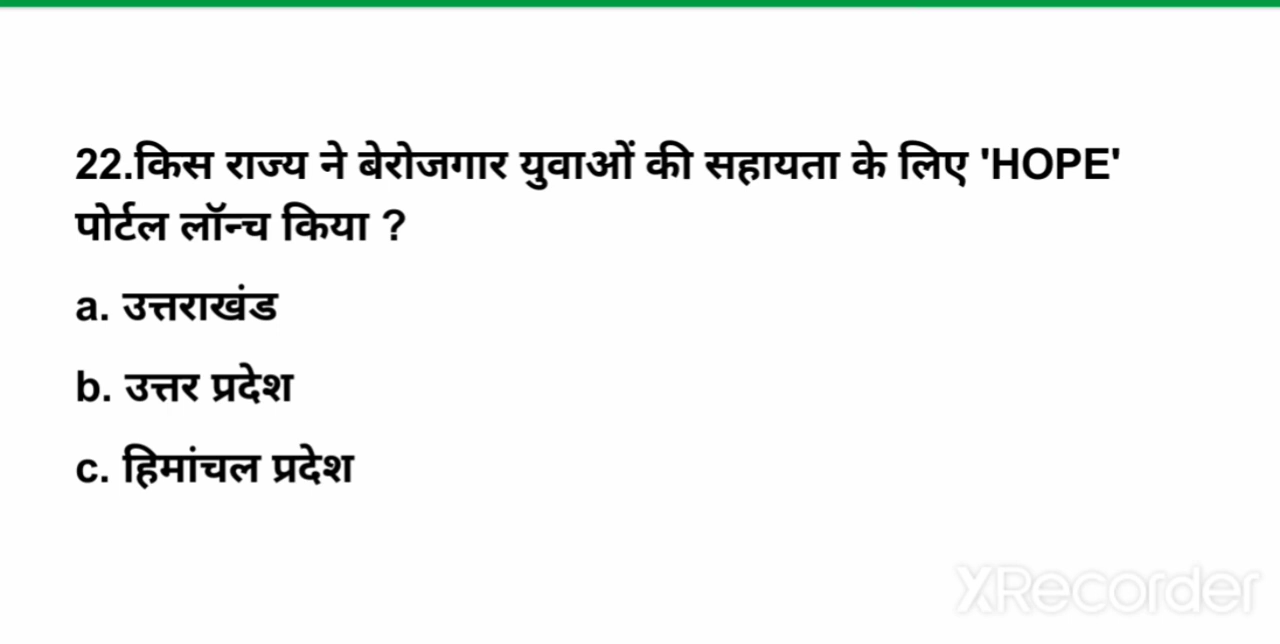 22.किस राज्य ने बेरोजगार युवाओं की सहायता के लिए 'HOPE'
पोर्टल लॉन्च किया ?
a. उत्तराखंड
b. उत्तर प्रदेश
c. हिमांचल प्रदेश
XRecorder